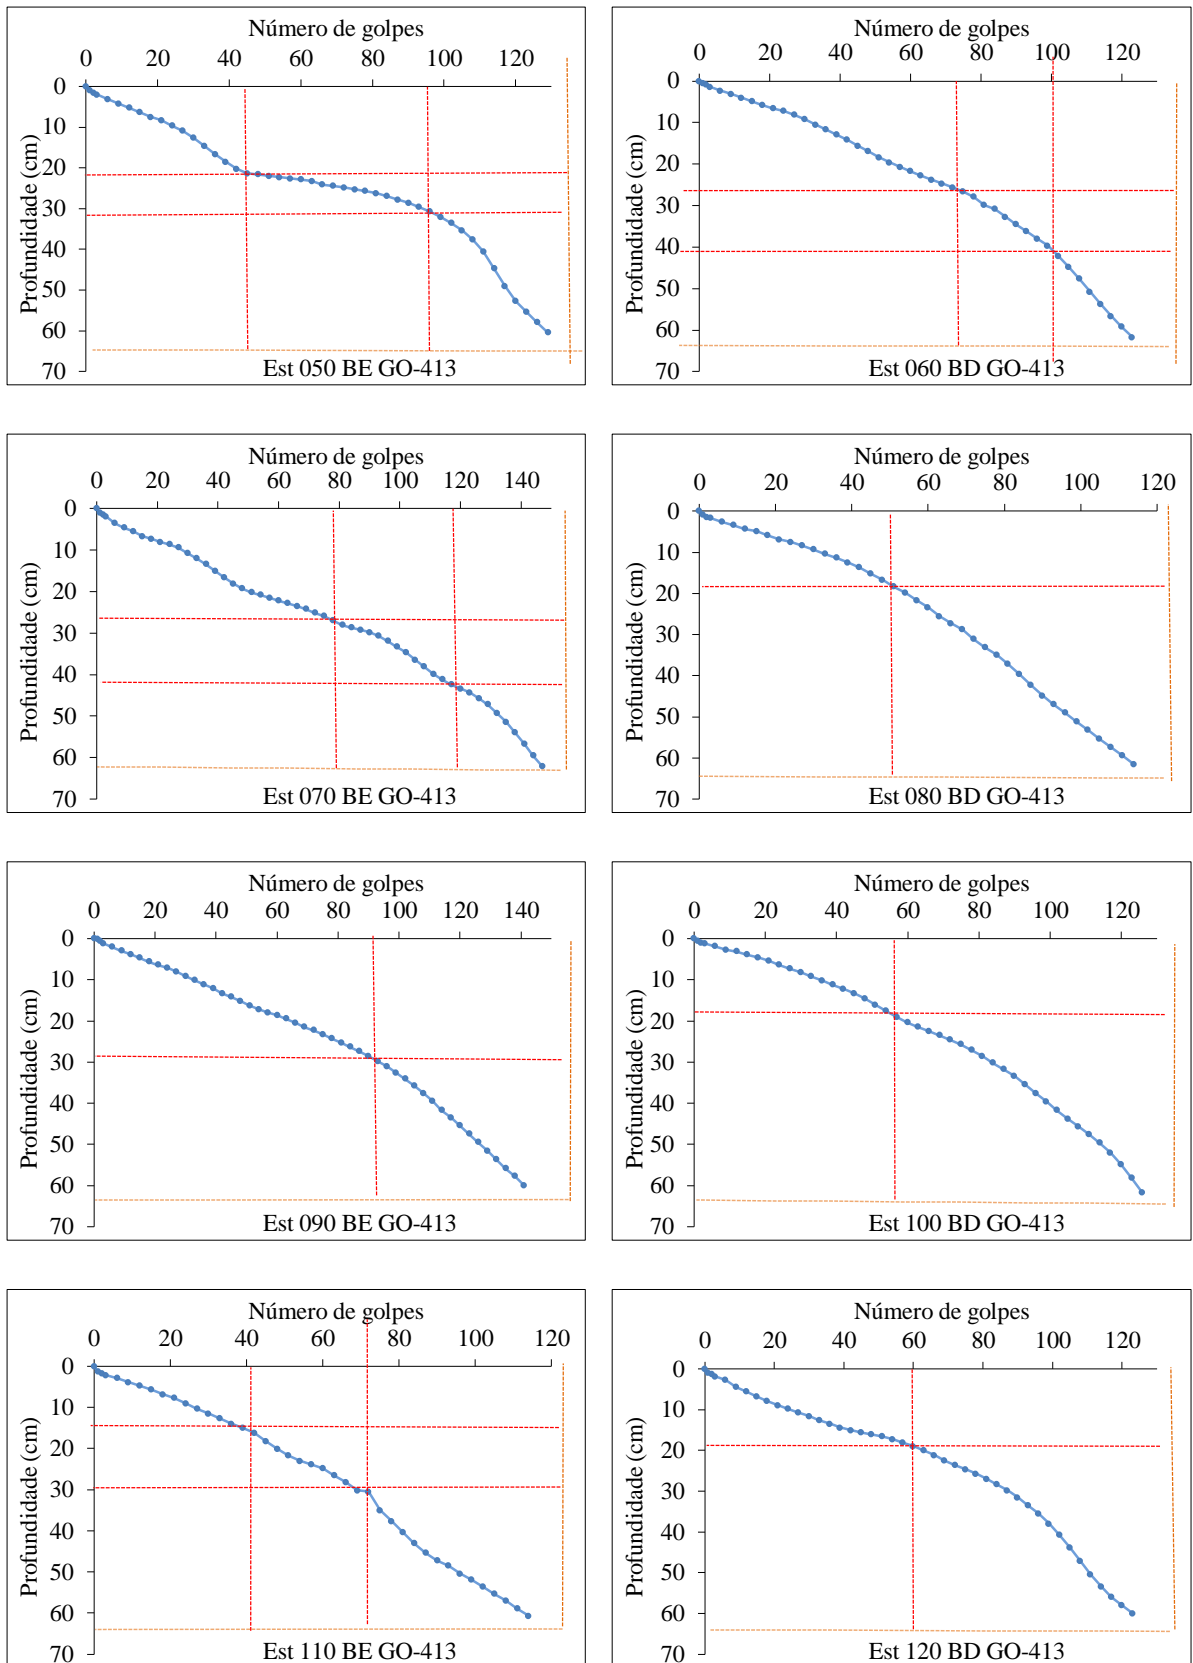 Número de golpes
0 20 40 60 80 100 120
Profundidade (cm)
0
10
20
30
40
50
60
70
Est 050 BE GO-413
Número de golpes
0 20 40 60 80 100 120
Profundidade (cm)
0
10
20
30
40
50
60
70
Est 060 BD GO-413
Número de golpes
0 20 40 60 80 100 120 140
Profundidade (cm)
0
10
20
30
40
50
60
70
Est 070 BE GO-413
Número de golpes
0 20 40 60 80 100 120
Profundidade (cm)
0
10
20
30
40
50
60
70
Est 080 BD GO-413
Número de golpes
0 20 40 60 80 100 120 140
Profundidade (cm)
0
10
20
30
40
50
60
70
Est 090 BE GO-413
Número de golpes
0 20 40 60 80 100 120
Profundidade (cm)
0
10
20
30
40
50
60
70
Est 100 BD GO-413
Número de golpes
0 20 40 60 80 100 120
Profundidade (cm)
0
10
20
30
40
50
60
70
Est 110 BE GO-413
Número de golpes
0 20 40 60 80 100 120
Profundidade (cm)
0
10
20
30
40
50
60
70
Est 120 BD GO-413